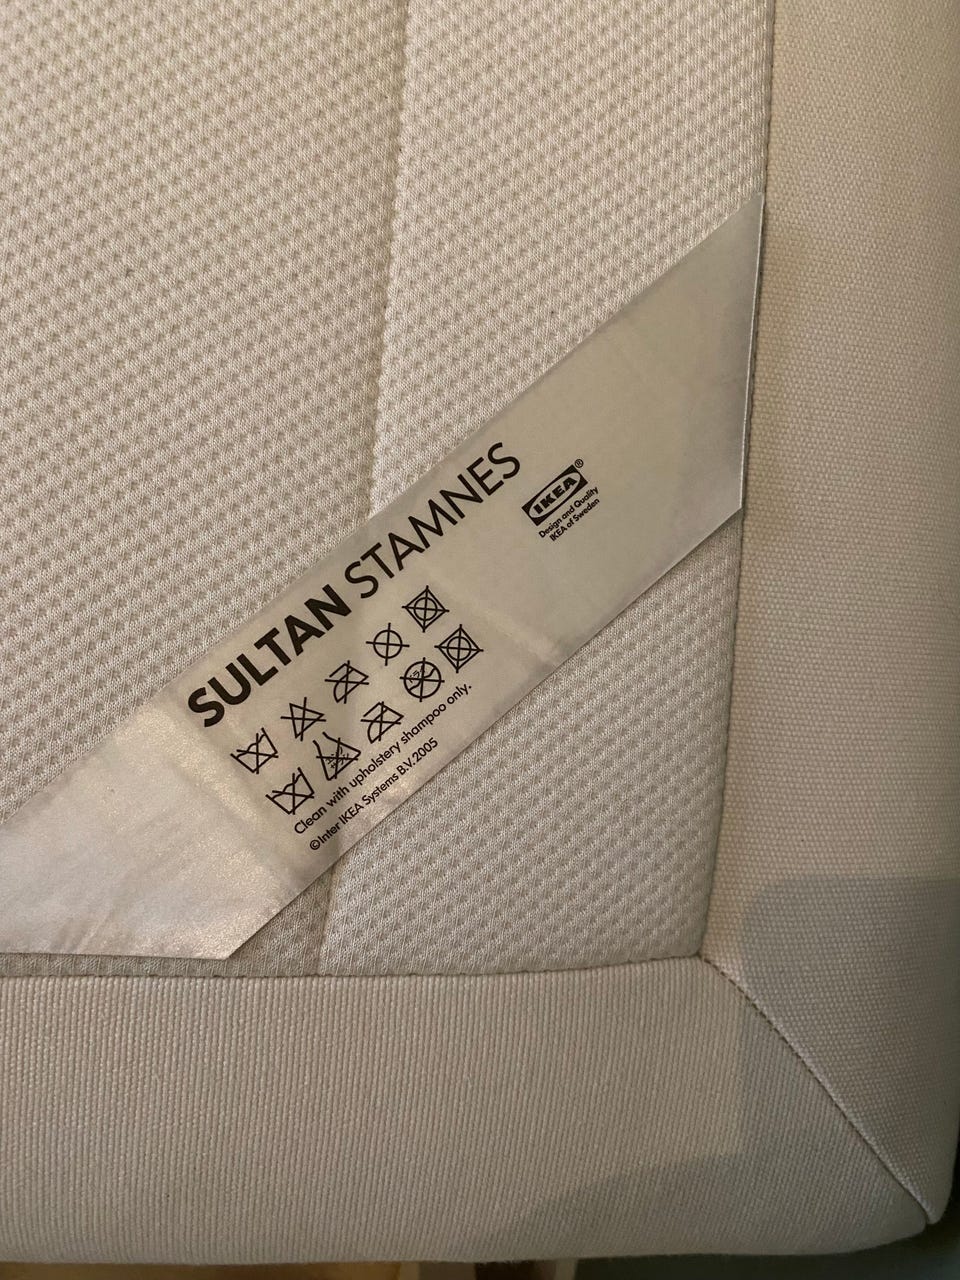 SULTAN STAMNES
IKEA®
Design and Quality
IKEA of Sweden
Clean with upholstery shampoo only.
©Inter IKEA Systems B.V.2005